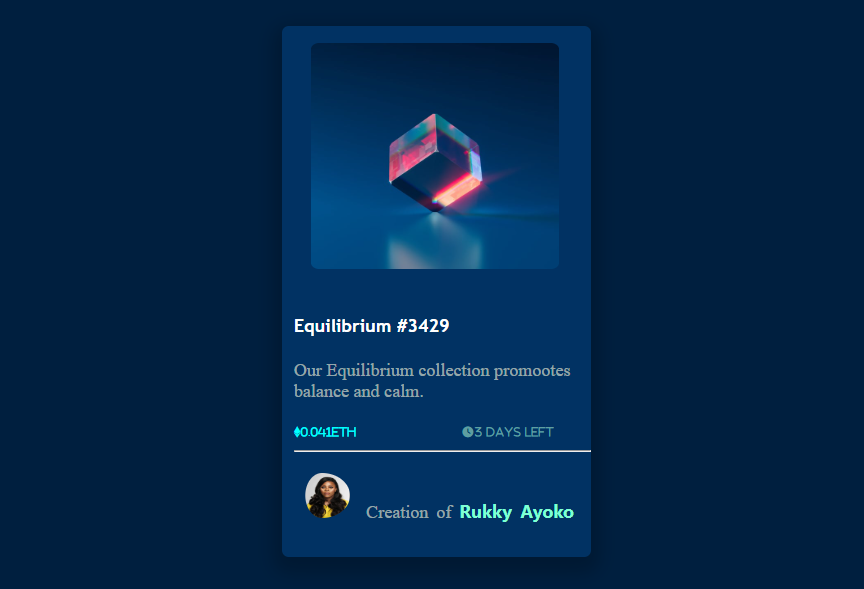 Equilibrium #3429
Our Equilibrium collection promootes
balance and calm.
0.041ETH 3 DAYS LEFT
Creation of Rukky Ayoko